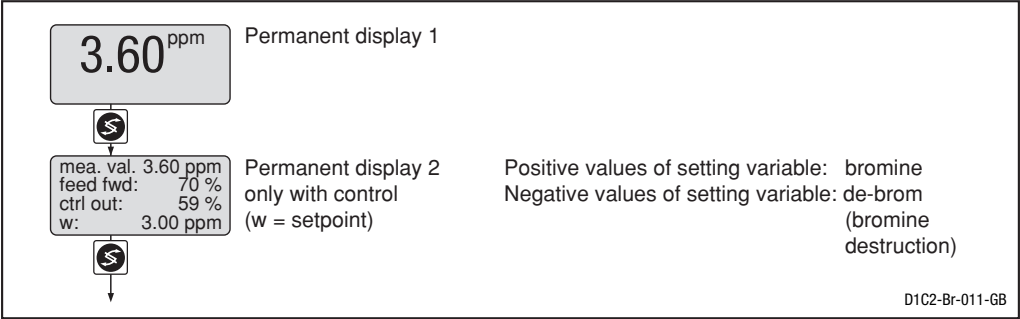 3.60 ppm
Permanent display 1
mea. val. 3.60 ppm
feed fwd: 70 %
ctrl out: 59 %
w: 3.00 ppm
Permanent display 2
only with control
(w = setpoint)
Positive values of setting variable: bromine
Negative values of setting variable: de-brom
(bromine
destruction)
D1C2-Br-011-GB